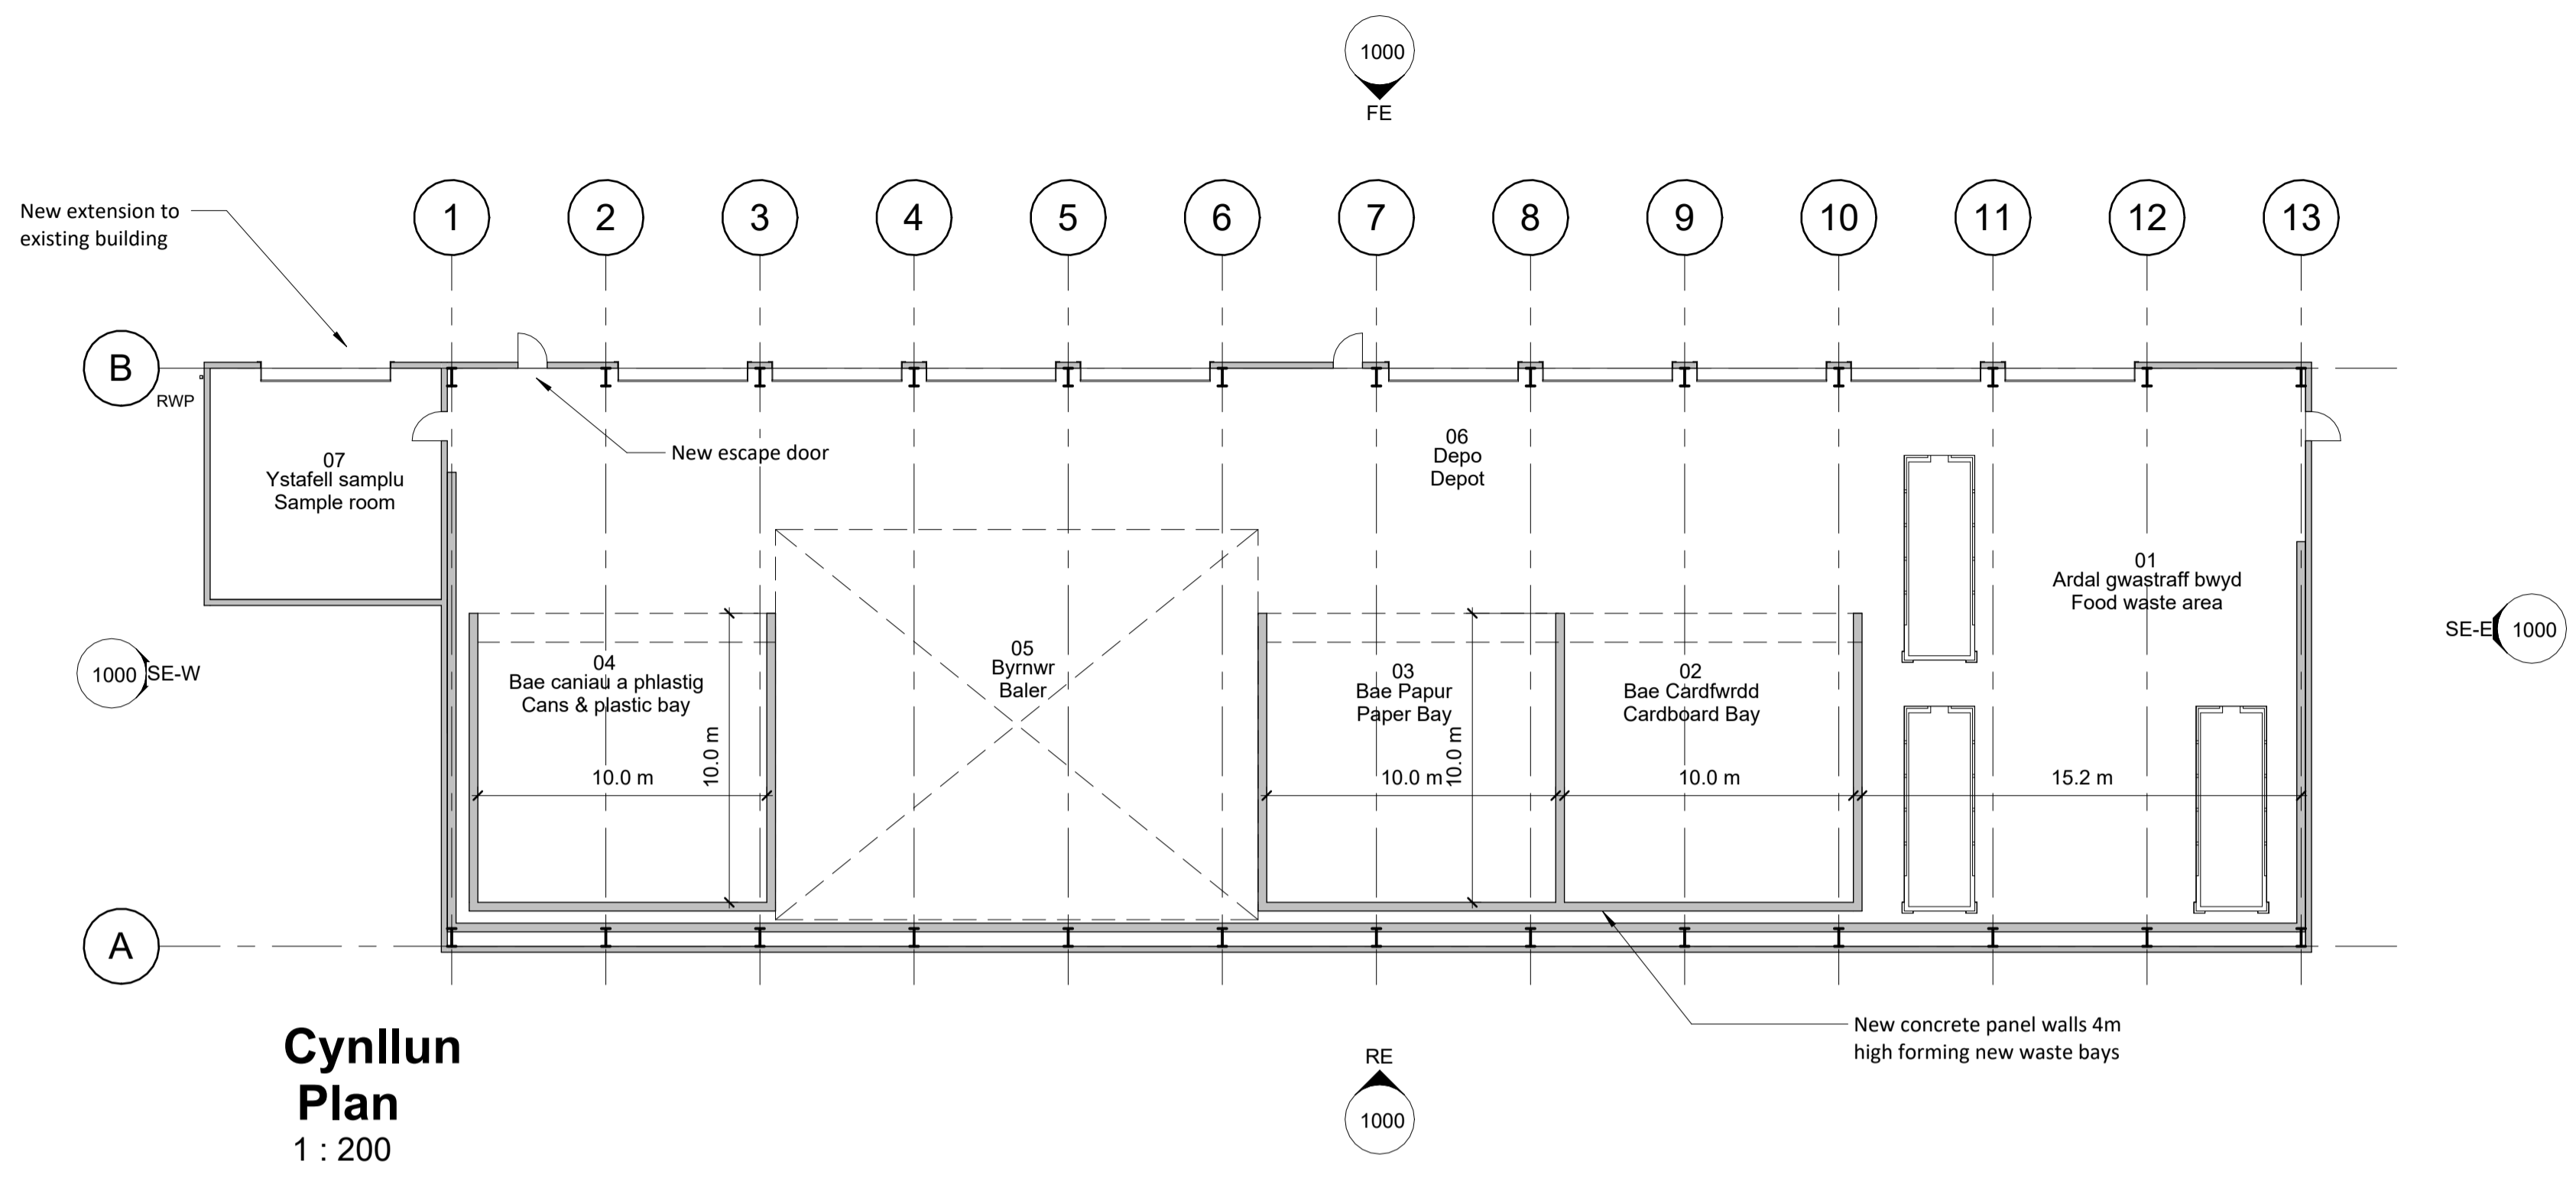 1000
FE
New extension to
existing building
1
2
3
4
5
6
7
8
9
10
11
12
13
B
RWP
New escape door
06
Depo
Depot
07
Ystafell samplu
Sample room
01
Ardal gwastraff bwyd
Food waste area
SE-E
1000
1000
SE-W
04
Bae caniau a phlastig
Cans & plastic bay
05
Byrnwr
Baler
03
Bae Papur
Paper Bay
02
Bae Cardfwrdd
Cardboard Bay
10.0 m
10.0 m
10.0 m
10.0 m
10.0 m
15.2 m
A
New concrete panel walls 4m
high forming new waste bays
Cynllun
Plan
1 : 200
RE
1000